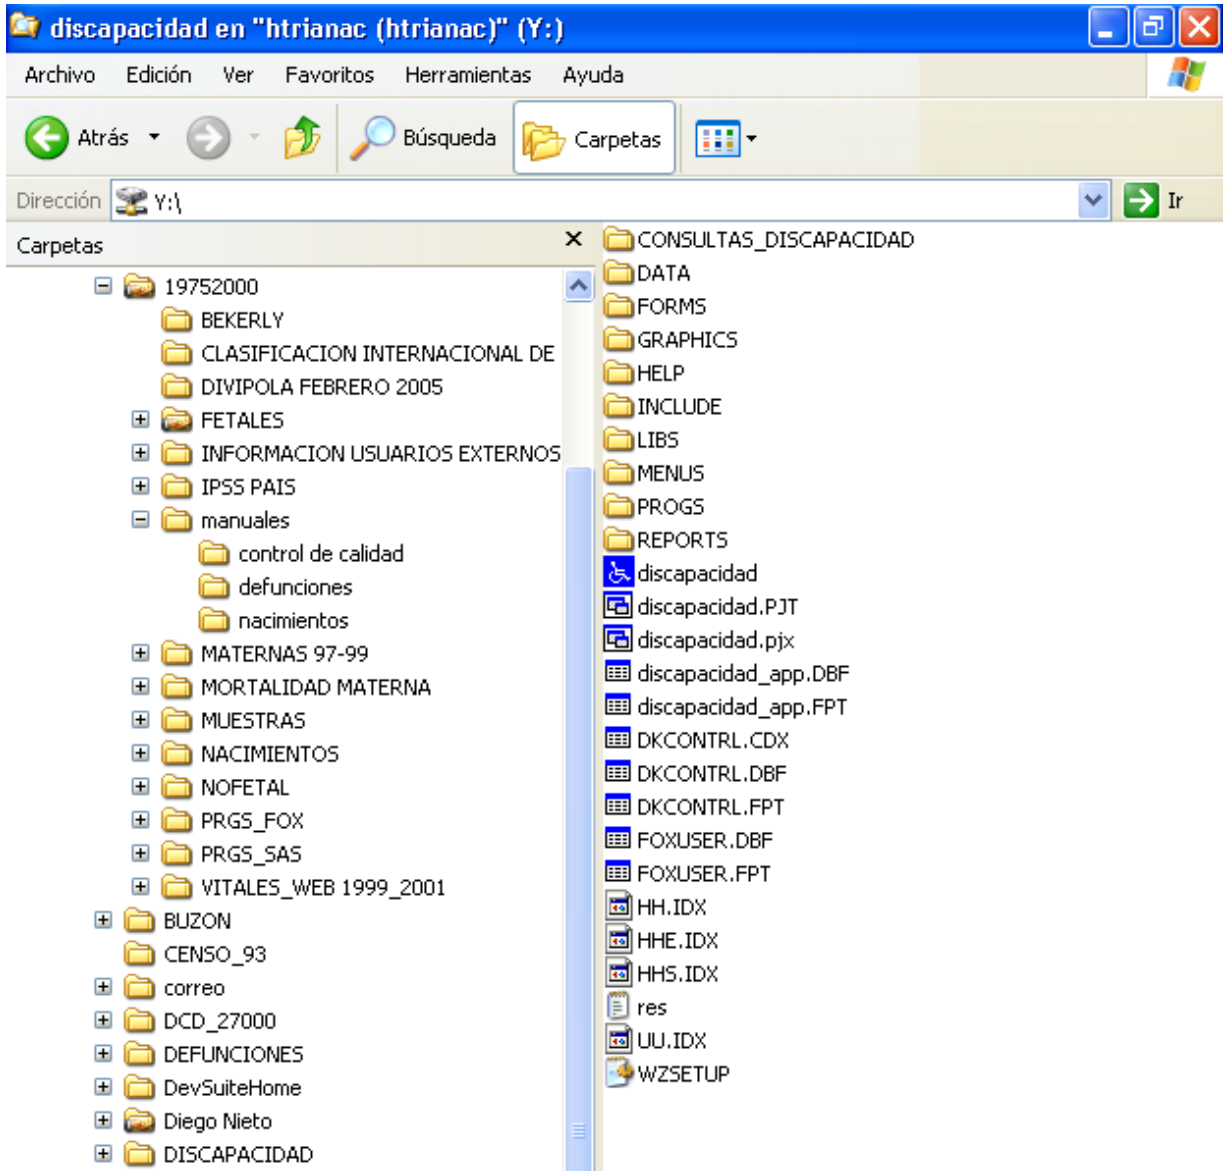 discapacidad en "htrianac (htrianac)" (Y:)
Archivo Edición Ver Favoritos Herramientas Ayuda
Atrás Búsqueda Carpetas
Dirección Y:\ Ir
Carpetas
19752000
BEKERLY
CLASIFICACION INTERNACIONAL DE
DIVIPOLA FEBRERO 2005
FETALES
INFORMACION USUARIOS EXTERNOS
IPSS PAIS
manuales
control de calidad
defunciones
nacimientos
MATERNAS 97-99
MORTALIDAD MATERNA
MUESTRAS
NACIMIENTOS
NOFETAL
PRGS_FOX
PRGS_SAS
VITALES_WEB 1999_2001
BUZON
CENSO_93
correo
DCD_27000
DEFUNCIONES
DevSuiteHome
Diego Nieto
DISCAPACIDAD
CONSULTAS_DISCAPACIDAD
DATA
FORMS
GRAPHICS
HELP
INCLUDE
LIBS
MENUS
PROGS
REPORTS
discapacidad
discapacidad.PJT
discapacidad.pjx
discapacidad_app.DBF
discapacidad_app.FPT
DKCONTRL.CDX
DKCONTRL.DBF
DKCONTRL.FPT
FOXUSER.DBF
FOXUSER.FPT
HH.IDX
HHE.IDX
HHS.IDX
res
UU.IDX
WZSETUP